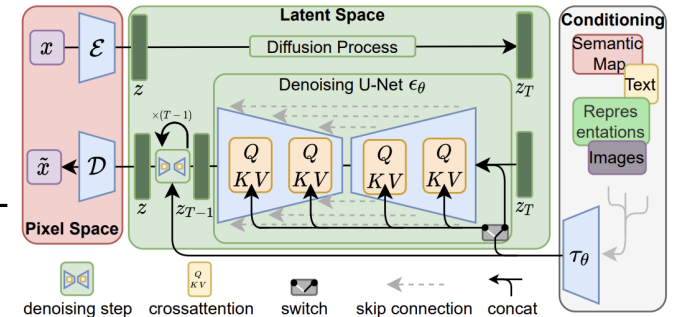 Latent Space
Conditioning
x
ℰ
Diffusion Process
z
z_T
Semantic
Map
Text
Repres
entations
Images
Denoising U-Net ϵ_θ
×(T−1)
Q
KV
Q
KV
Q
KV
Q
KV
x̃
𝒟
z
z_{T−1}
z_T
Pixel Space
τ_θ
Q
KV
denoising step
crossattention
switch
skip connection
concat